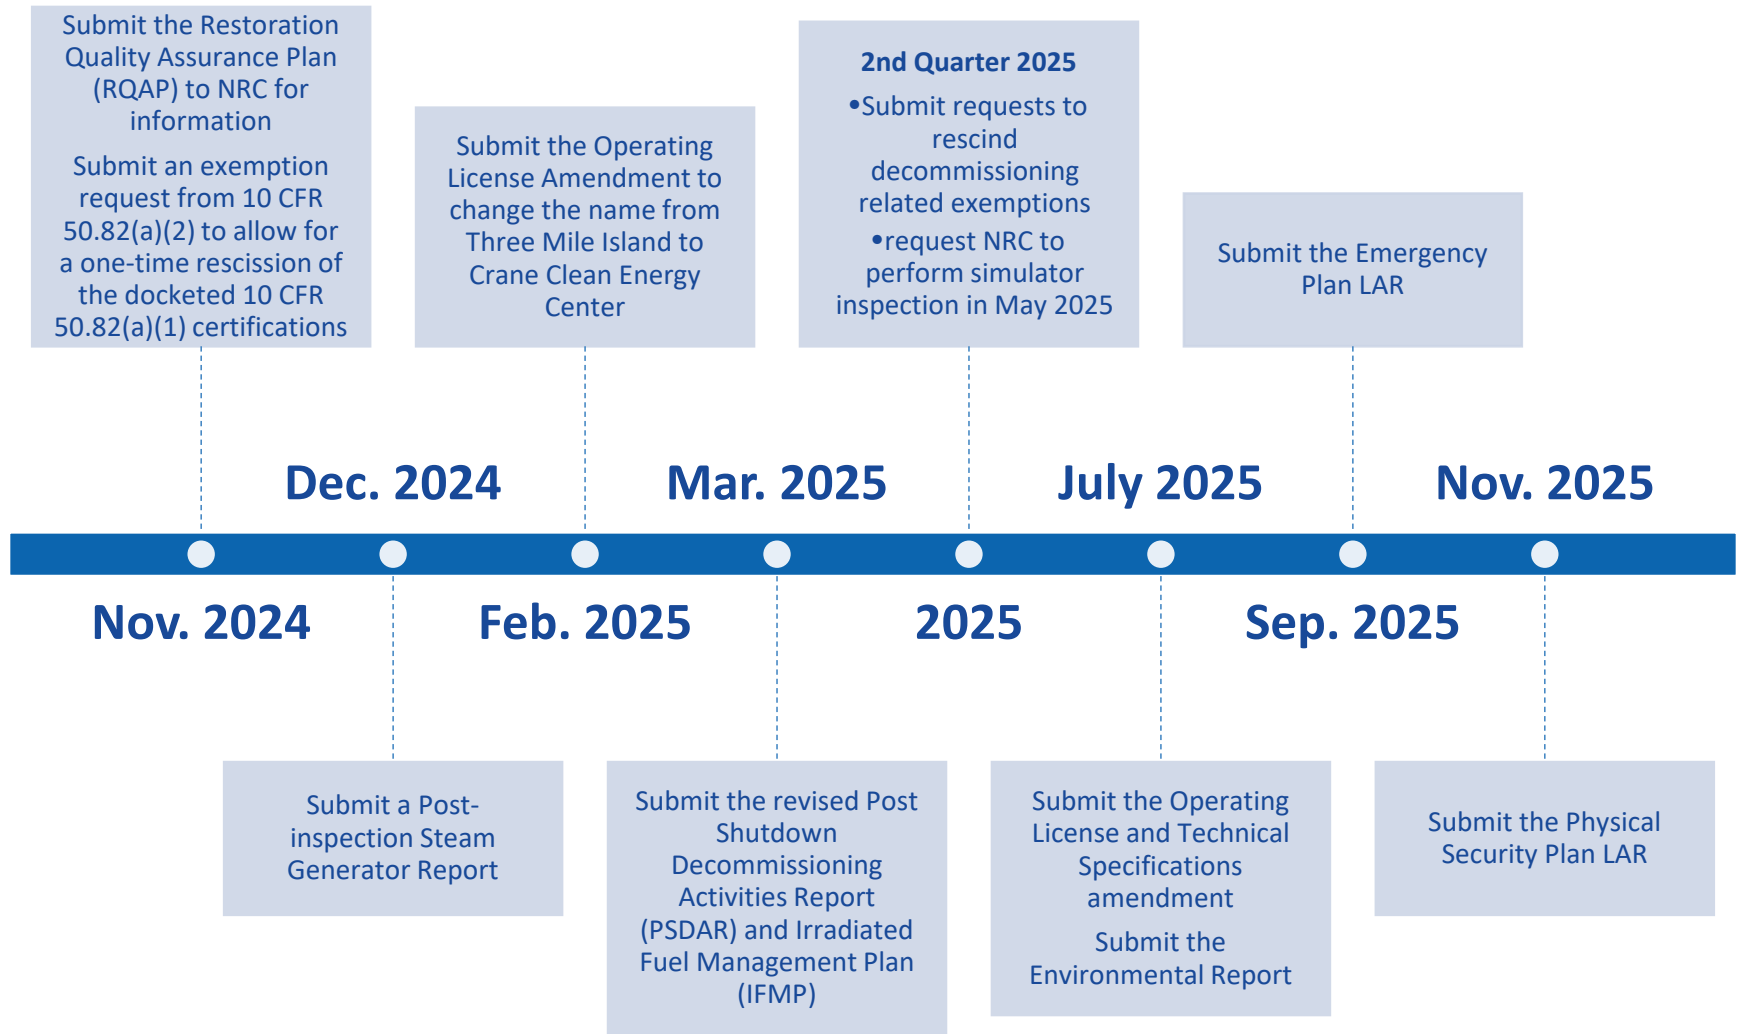 Submit the Restoration
Quality Assurance Plan
(RQAP) to NRC for
information
Submit an exemption
request from 10 CFR
50.82(a)(2) to allow for
a one-time rescission of
the docketed 10 CFR
50.82(a)(1) certifications
Submit the Operating
License Amendment to
change the name from
Three Mile Island to
Crane Clean Energy
Center
2nd Quarter 2025
•Submit requests to
rescind
decommissioning
related exemptions
•request NRC to
perform simulator
inspection in May 2025
Submit the Emergency
Plan LAR
Dec. 2024
Mar. 2025
July 2025
Nov. 2025
Nov. 2024
Feb. 2025
2025
Sep. 2025
Submit a Post-
inspection Steam
Generator Report
Submit the revised Post
Shutdown
Decommissioning
Activities Report
(PSDAR) and Irradiated
Fuel Management Plan
(IFMP)
Submit the Operating
License and Technical
Specifications
amendment
Submit the
Environmental Report
Submit the Physical
Security Plan LAR